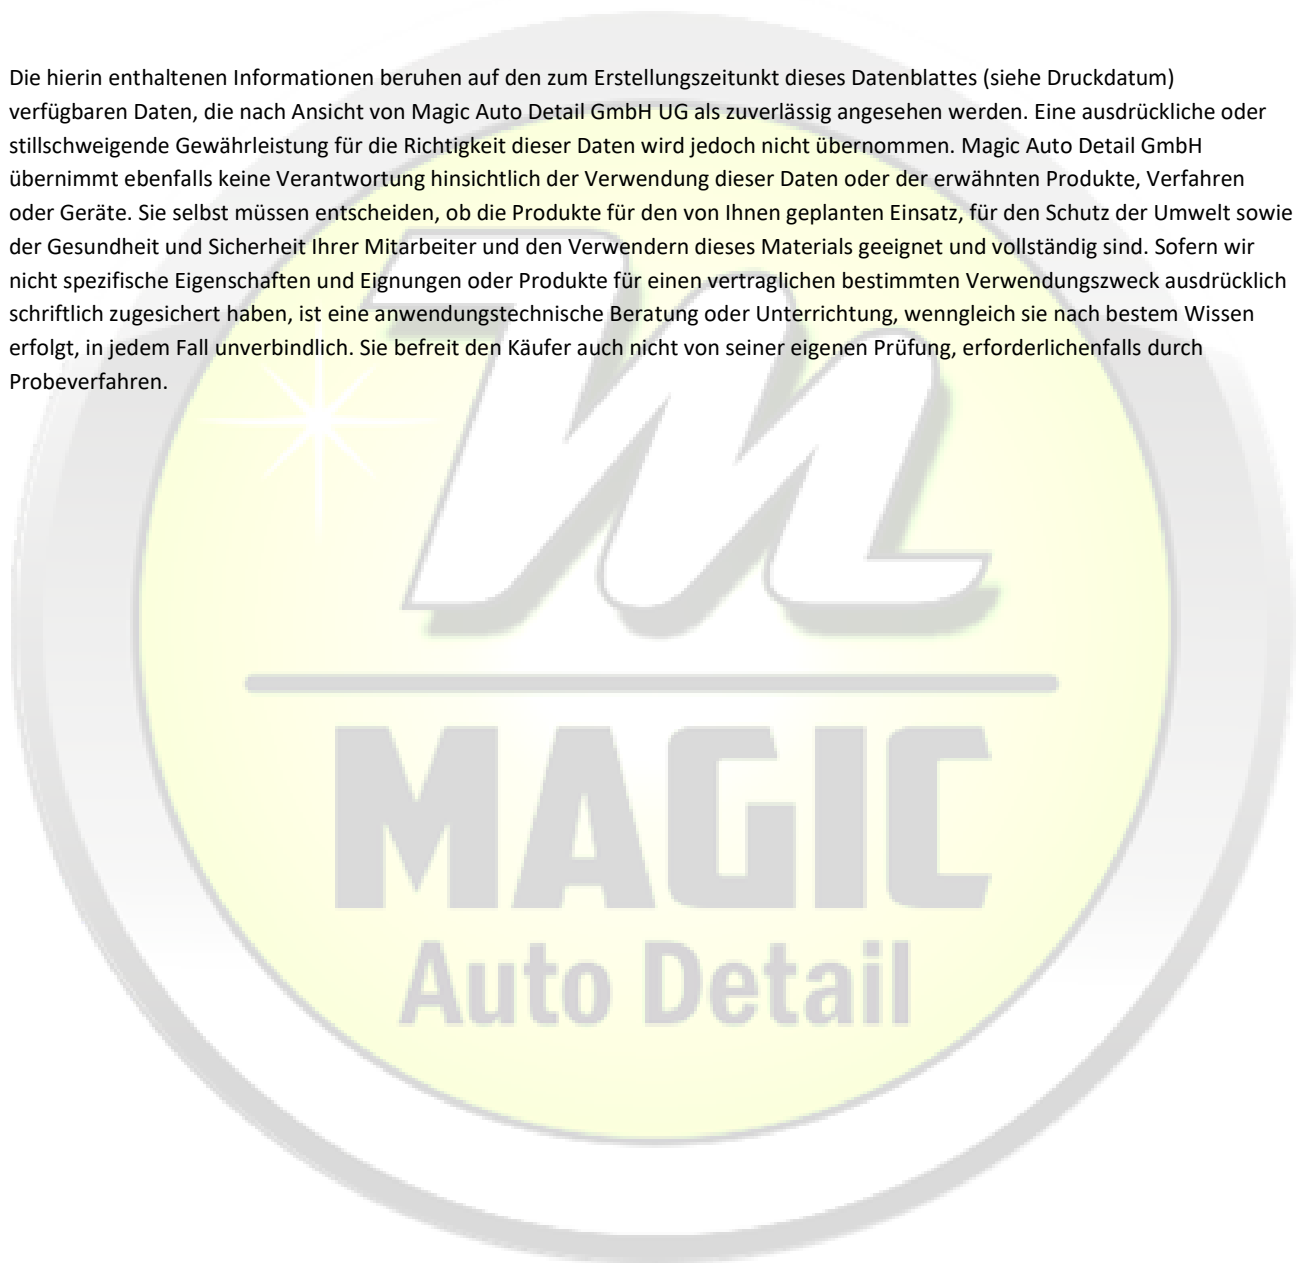 Die hierin enthaltenen Informationen beruhen auf den zum Erstellungszeitunkt dieses Datenblattes (siehe Druckdatum)
verfügbaren Daten, die nach Ansicht von Magic Auto Detail GmbH UG als zuverlässig angesehen werden. Eine ausdrückliche oder
stillschweigende Gewährleistung für die Richtigkeit dieser Daten wird jedoch nicht übernommen. Magic Auto Detail GmbH
übernimmt ebenfalls keine Verantwortung hinsichtlich der Verwendung dieser Daten oder der erwähnten Produkte, Verfahren
oder Geräte. Sie selbst müssen entscheiden, ob die Produkte für den von Ihnen geplanten Einsatz, für den Schutz der Umwelt sowie
der Gesundheit und Sicherheit Ihrer Mitarbeiter und den Verwendern dieses Materials geeignet und vollständig sind. Sofern wir
nicht spezifische Eigenschaften und Eignungen oder Produkte für einen vertraglichen bestimmten Verwendungszweck ausdrücklich
schriftlich zugesichert haben, ist eine anwendungstechnische Beratung oder Unterrichtung, wenngleich sie nach bestem Wissen
erfolgt, in jedem Fall unverbindlich. Sie befreit den Käufer auch nicht von seiner eigenen Prüfung, erforderlichenfalls durch
Probeverfahren.
m
MAGIC
Auto Detail